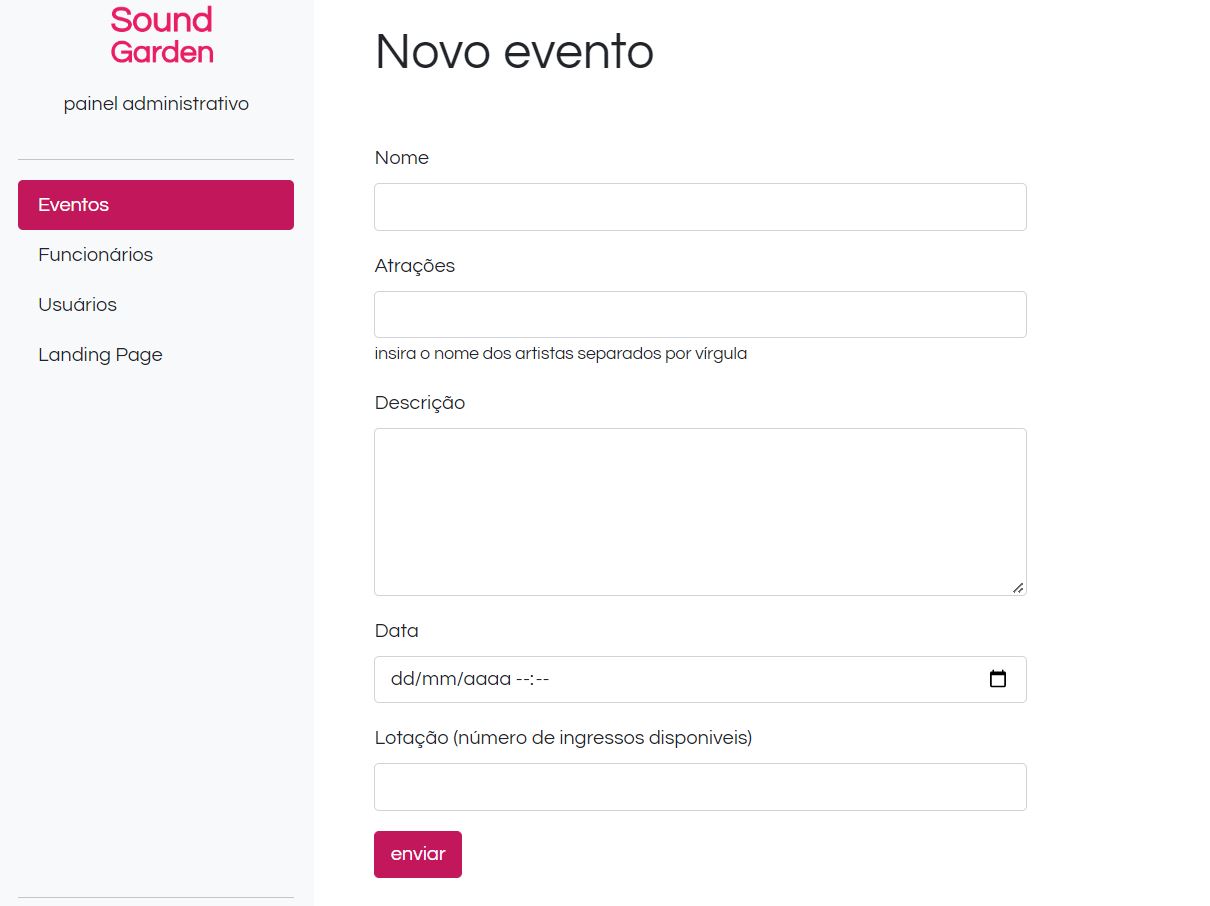 Sound
Garden
painel administrativo
Eventos
Funcionários
Usuários
Landing Page
Novo evento
Nome
Atrações
insira o nome dos artistas separados por vírgula
Descrição
Data
dd/mm/aaaa --:--
Lotação (número de ingressos disponiveis)
enviar